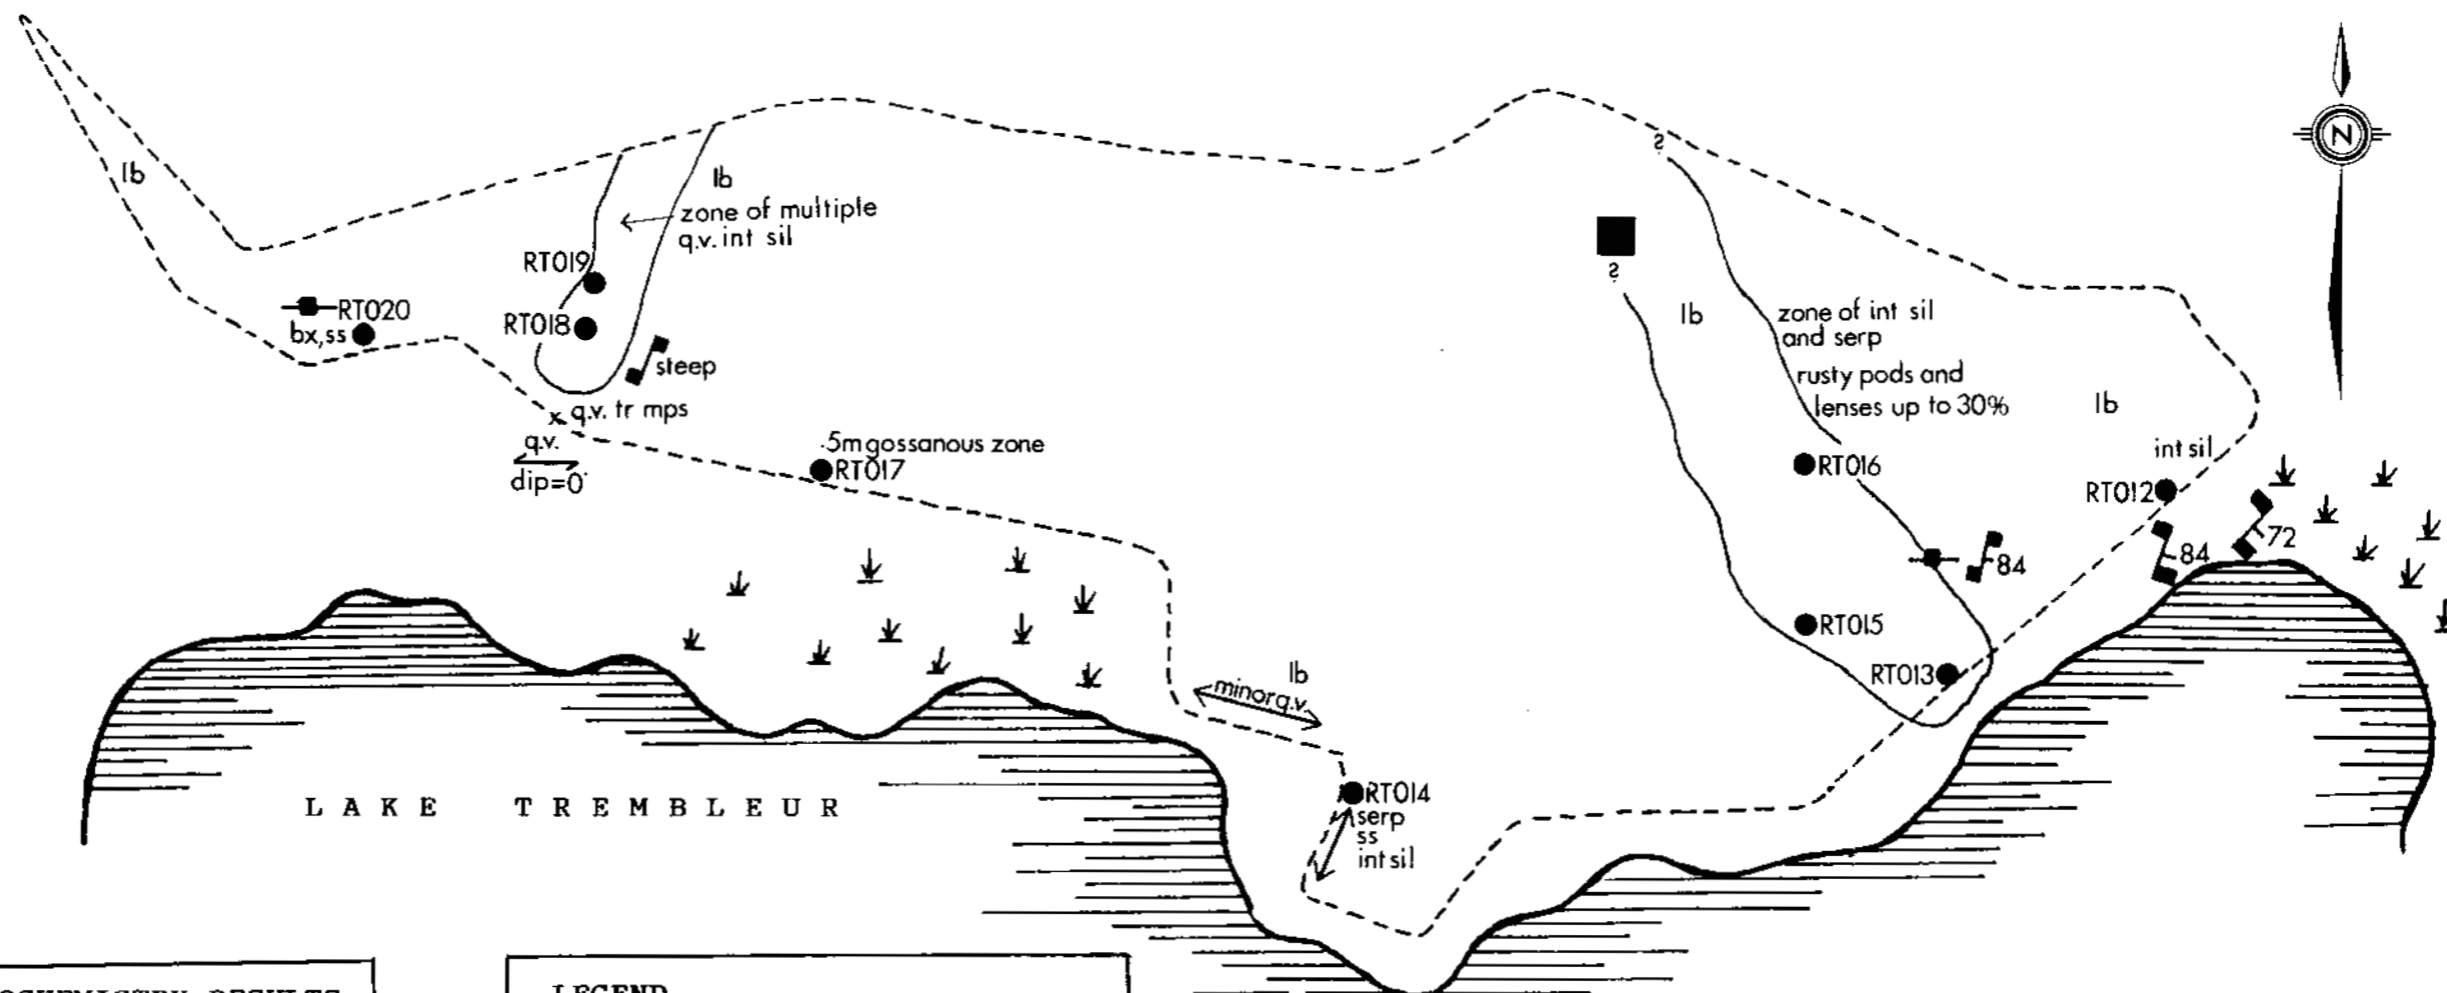 lb
lb
zone of multiple
q.v. int sil
RT019
RT018
RT020
bx,ss
steep
x q.v. tr mps
q.v.
dip=0°
.5m gossanous zone
RT017
N
?
?
lb
zone of int sil
and serp
rusty pods and
lenses up to 30%
lb
int sil
RT016
RT012
72
84
84
RT015
RT013
lb
minor q.v.
RT014
serp
ss
int sil
LAKE TREMBLEUR
LEGEND